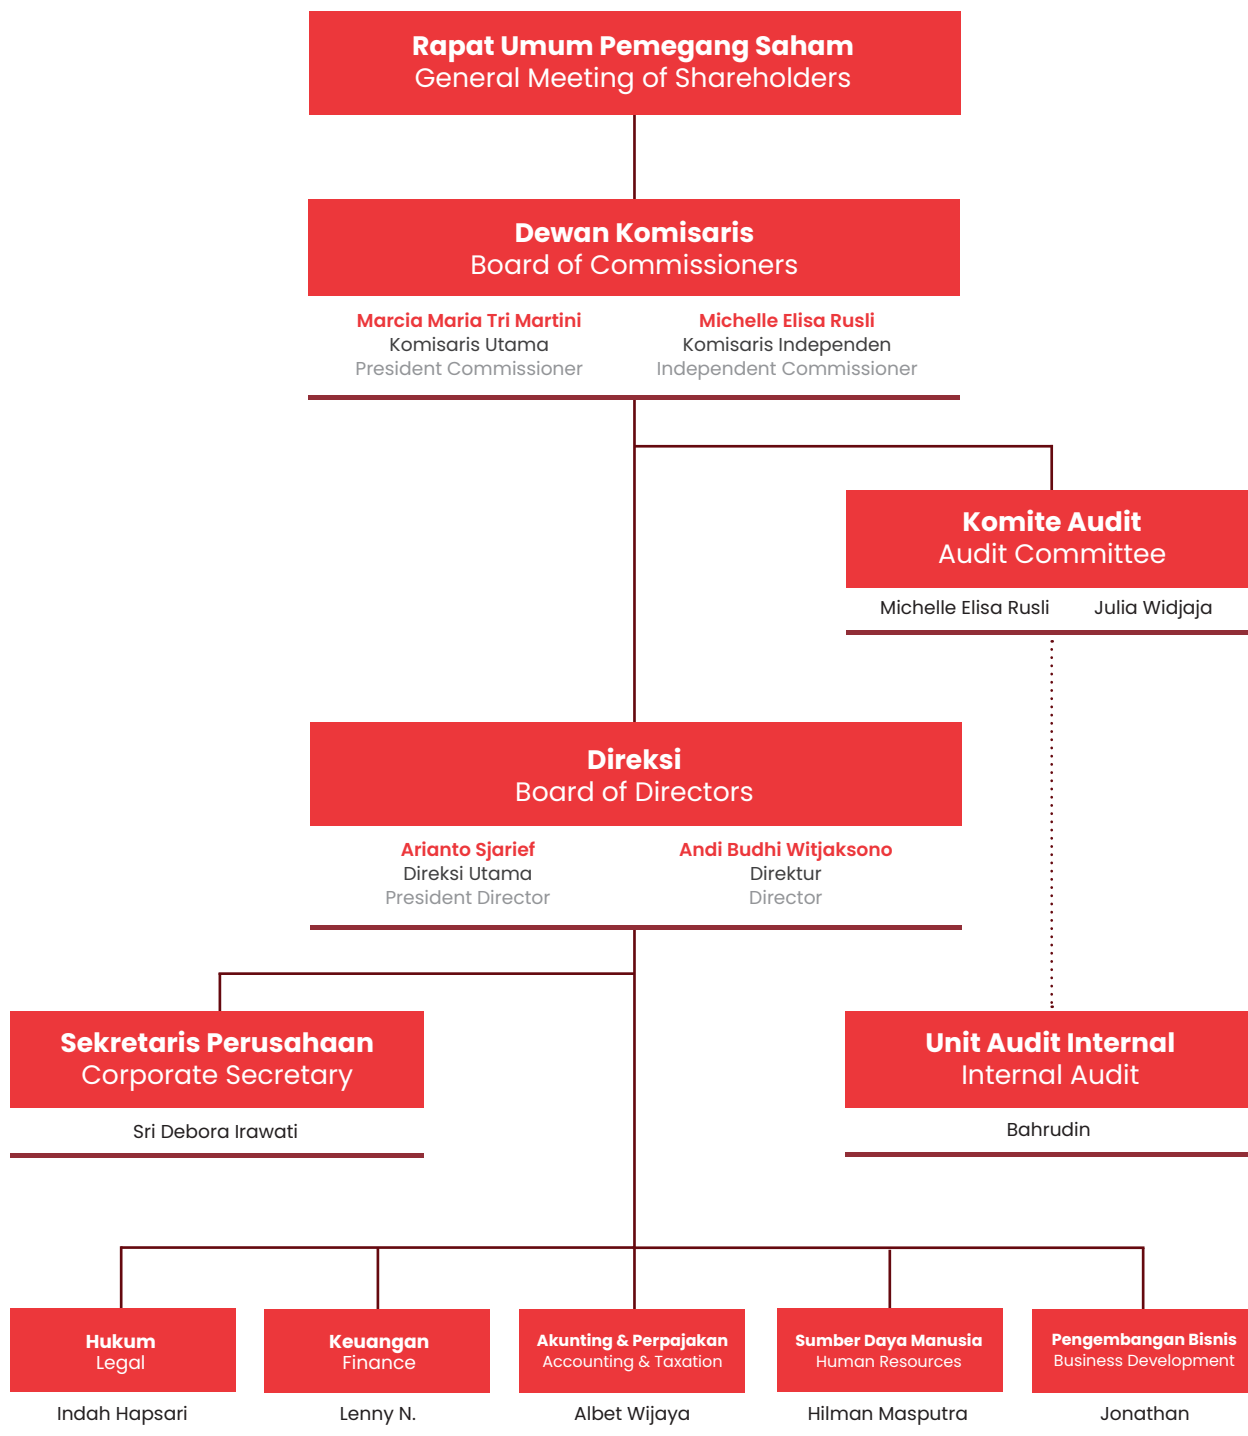 Rapat Umum Pemegang Saham
General Meeting of Shareholders
Dewan Komisaris
Board of Commissioners
Marcia Maria Tri Martini
Komisaris Utama
President Commissioner
Michelle Elisa Rusli
Komisaris Independen
Independent Commissioner
Komite Audit
Audit Committee
Michelle Elisa Rusli
Julia Widjaja
Direksi
Board of Directors
Arianto Sjarief
Direksi Utama
President Director
Andi Budhi Witjaksono
Direktur
Director
Sekretaris Perusahaan
Corporate Secretary
Sri Debora Irawati
Unit Audit Internal
Internal Audit
Bahrudin
Hukum
Legal
Indah Hapsari
Keuangan
Finance
Lenny N.
Akunting & Perpajakan
Accounting & Taxation
Albet Wijaya
Sumber Daya Manusia
Human Resources
Hilman Masputra
Pengembangan Bisnis
Business Development
Jonathan